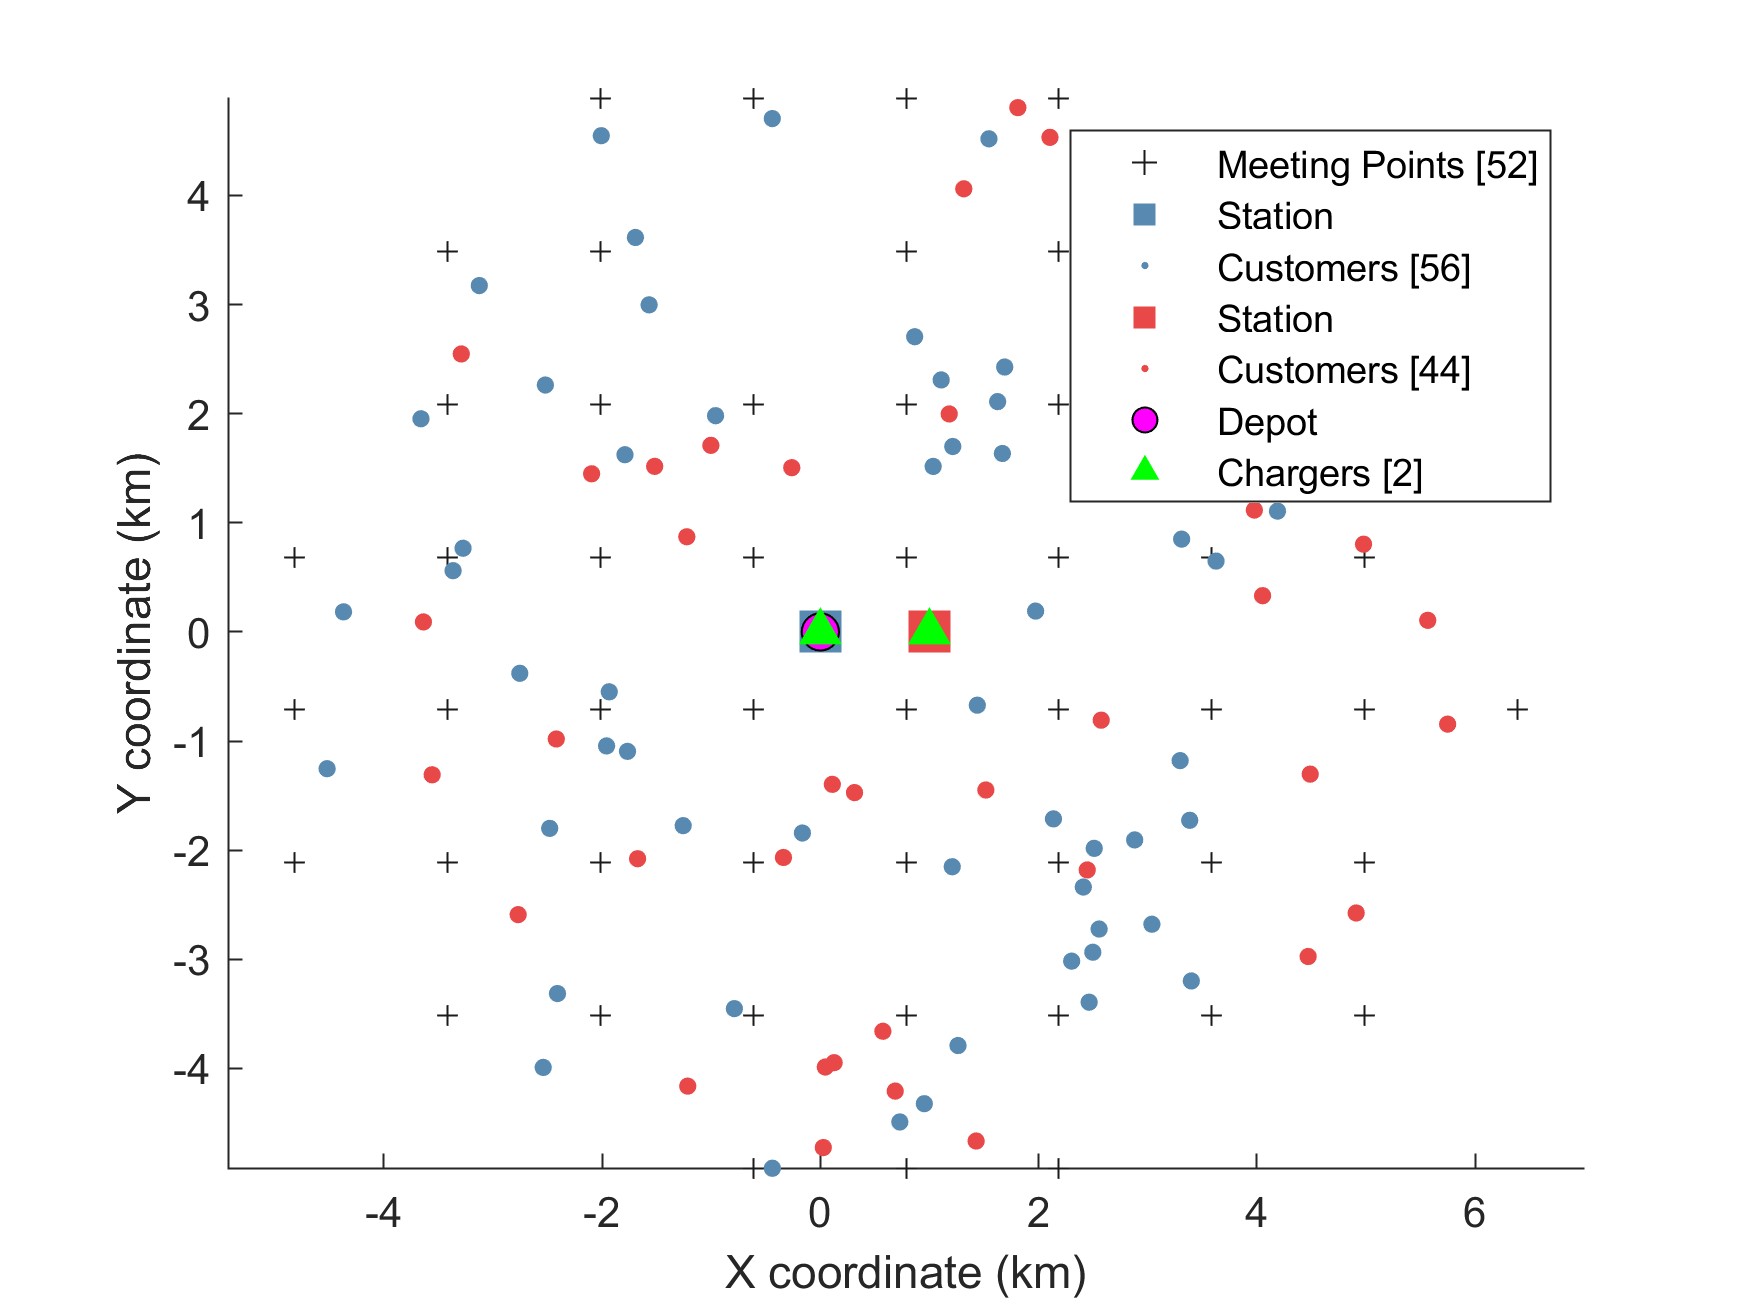 Meeting Points [52]
Station
Customers [56]
Station
Customers [44]
Depot
Chargers [2]
4
3
2
1
0
-1
-2
-3
-4
Y coordinate (km)
-4 -2 0 2 4 6
X coordinate (km)